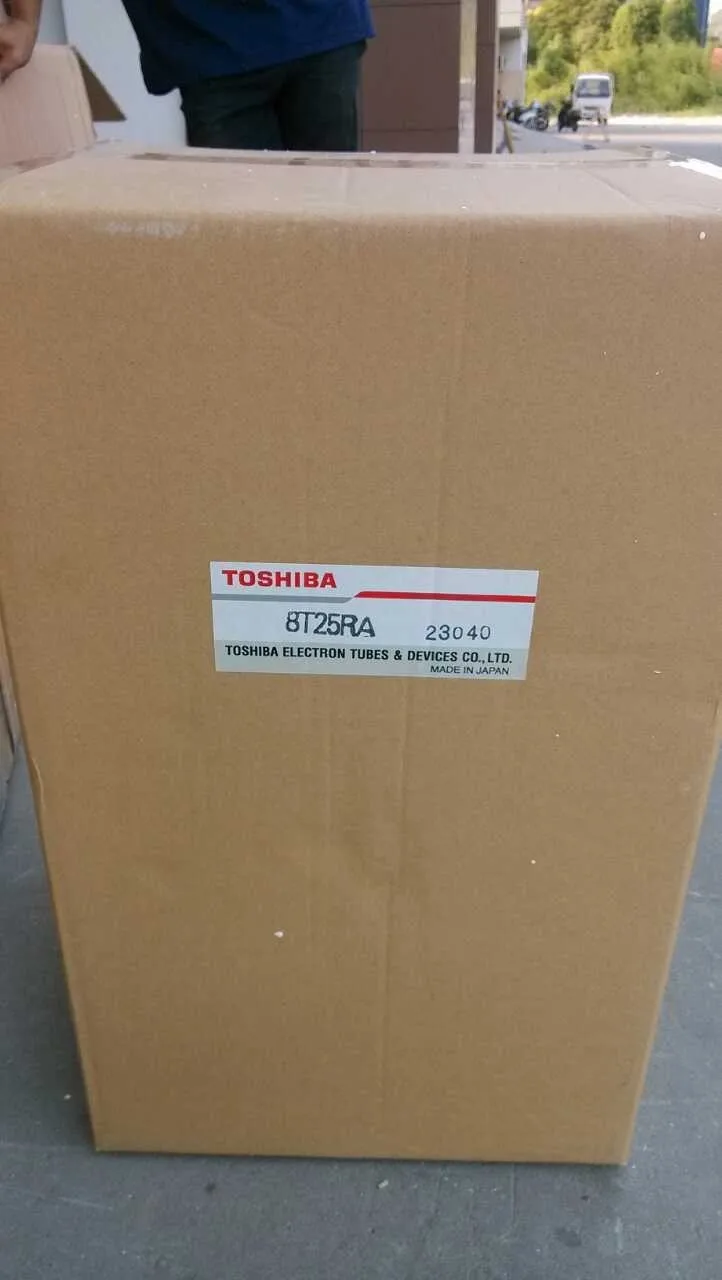 TOSHIBA
8T25RA 23040
TOSHIBA ELECTRON TUBES & DEVICES CO., LTD.
MADE IN JAPAN